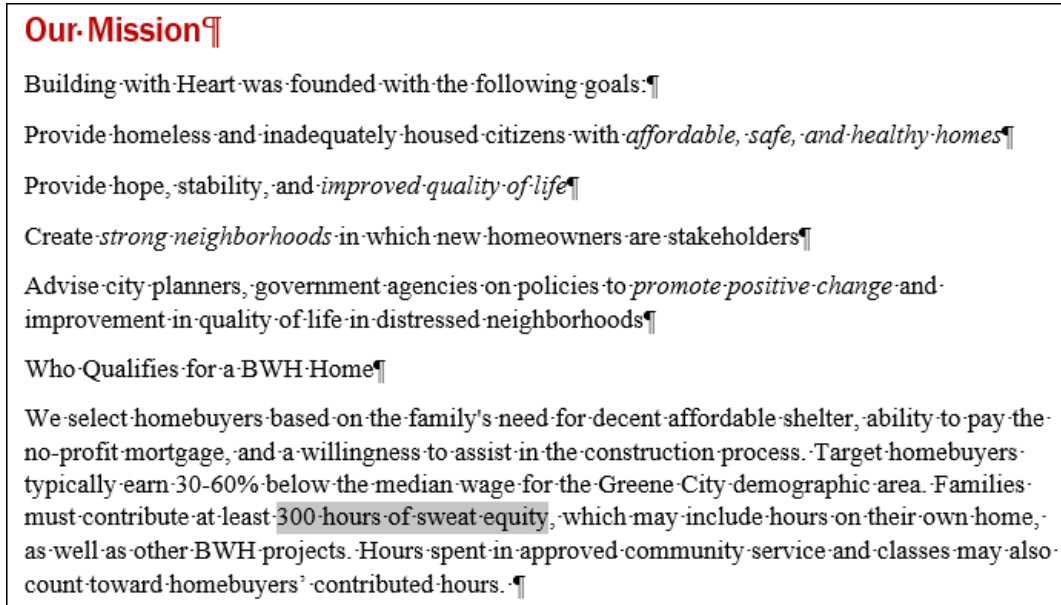 Our Mission¶
Building with Heart was founded with the following goals:¶
Provide homeless and inadequately housed citizens with affordable, safe, and healthy homes¶
Provide hope, stability, and improved quality of life¶
Create strong neighborhoods in which new homeowners are stakeholders¶
Advise city planners, government agencies on policies to promote positive change and
improvement in quality of life in distressed neighborhoods¶
Who Qualifies for a BWH Home¶
We select homebuyers based on the family's need for decent affordable shelter, ability to pay the
no-profit mortgage, and a willingness to assist in the construction process. Target homebuyers
typically earn 30-60% below the median wage for the Greene City demographic area. Families
must contribute at least 300 hours of sweat equity, which may include hours on their own home,
as well as other BWH projects. Hours spent in approved community service and classes may also
count toward homebuyers’ contributed hours. ¶